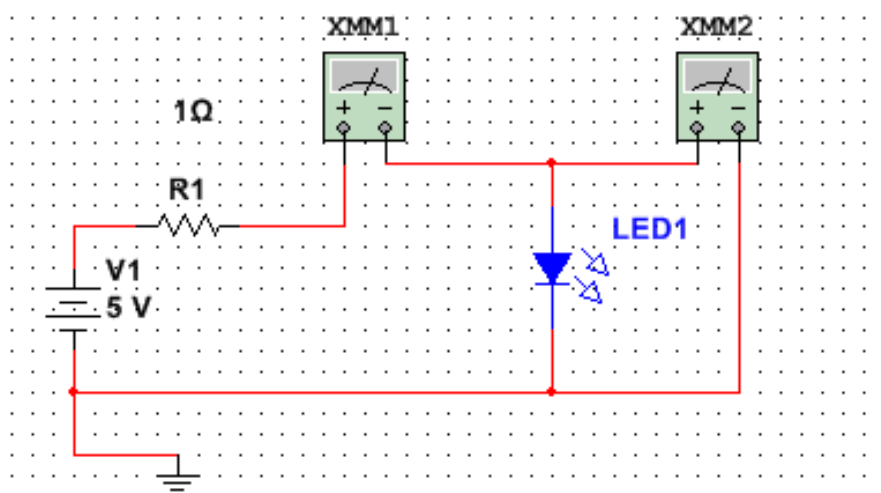 XMM1
XMM2
+ −
+ −
1Ω
R1
LED1
V1
5 V